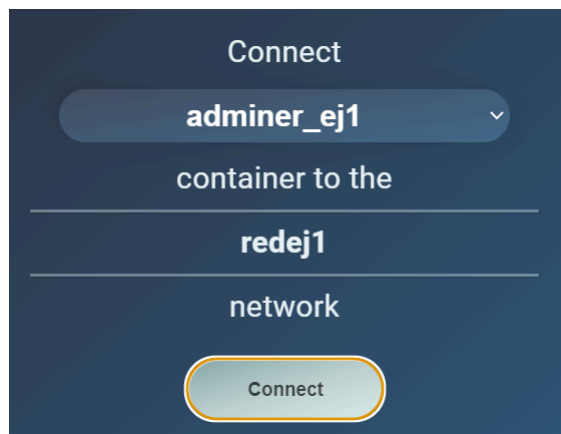 Connect
adminer_ej1
container to the
redej1
network
Connect